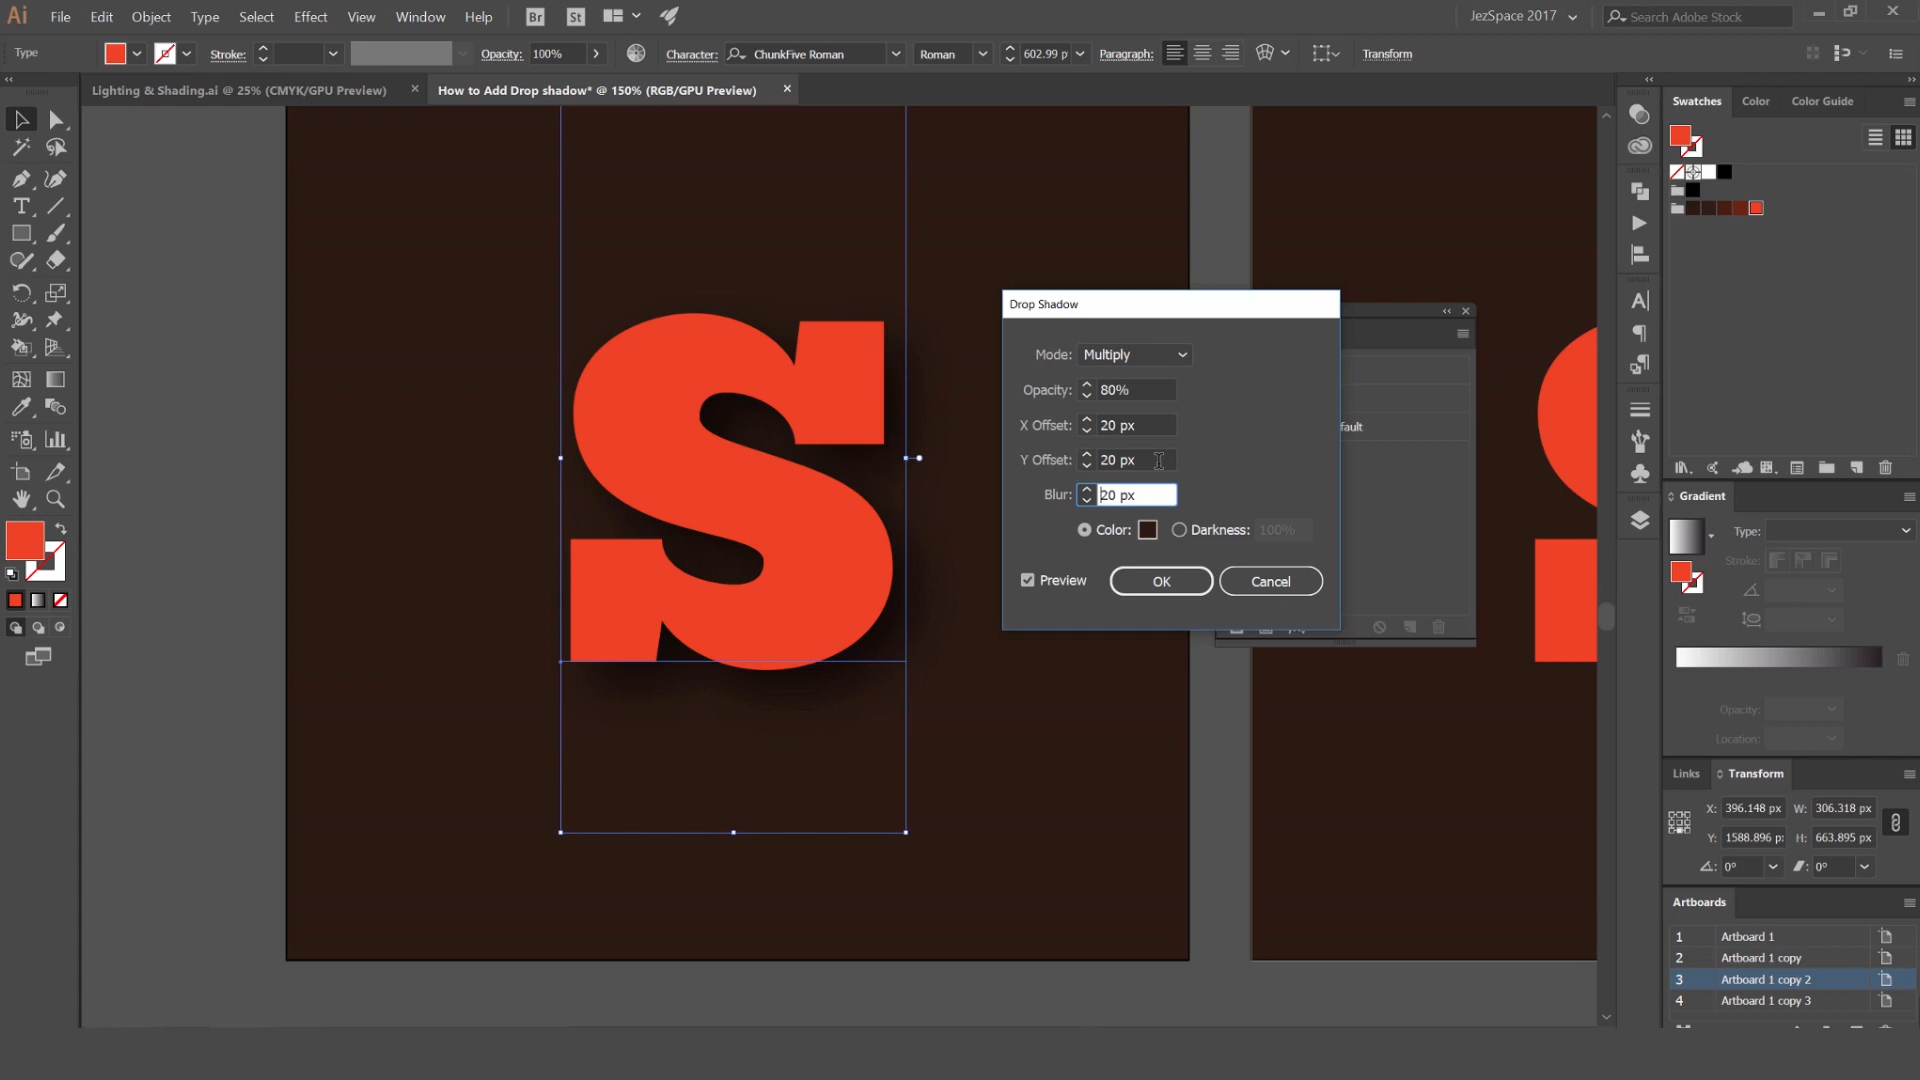 Ai File Edit Object Type Select Effect View Window Help Br St JezSpace 2017 Search Adobe Stock
Type Stroke: Opacity: 100% Character: ChunkFive Roman Roman 602.99 p Paragraph: Transform
Lighting & Shading.ai @ 25% (CMYK/GPU Preview) How to Add Drop shadow* @ 150% (RGB/GPU Preview)
Swatches Color Color Guide
S
Drop Shadow
Mode: Multiply
Opacity: 80%
X Offset: 20 px
fault
Y Offset: 20 px
Blur: 20 px
Color: Darkness: 100%
Preview OK Cancel
Gradient
Type:
Stroke:
Opacity:
Location:
Links Transform
X: 396.148 px W: 306.318 px
Y: 1588.896 p H: 663.895 px
0° 0°
Artboards
1 Artboard 1
2 Artboard 1 copy
3 Artboard 1 copy 2
4 Artboard 1 copy 3